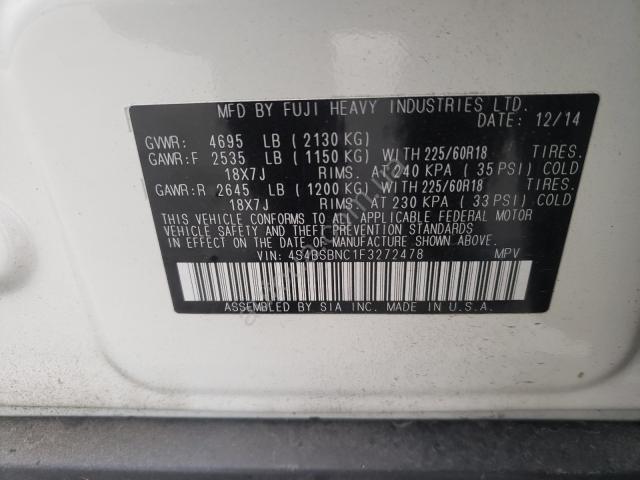 MFD BY FUJI HEAVY INDUSTRIES LTD.
DATE: 12/14
GVWR: 4695 LB ( 2130 KG)
GAWR:F 2535 LB ( 1150 KG) WITH 225/60R18 TIRES.
18X7J RIMS. AT 240 KPA ( 35 PSI) COLD
GAWR:R 2645 LB ( 1200 KG) WITH 225/60R18 TIRES.
18X7J RIMS. AT 230 KPA ( 33 PSI) COLD
THIS VEHICLE CONFORMS TO ALL APPLICABLE FEDERAL MOTOR
VEHICLE SAFETY AND THEFT PREVENTION STANDARDS IN EFFECT
ON THE DATE OF MANUFACTURE SHOWN ABOVE.
VIN: 4S4BSBNC1F3272478 MPV
ASSEMBLED BY SIA INC. MADE IN U.S.A.